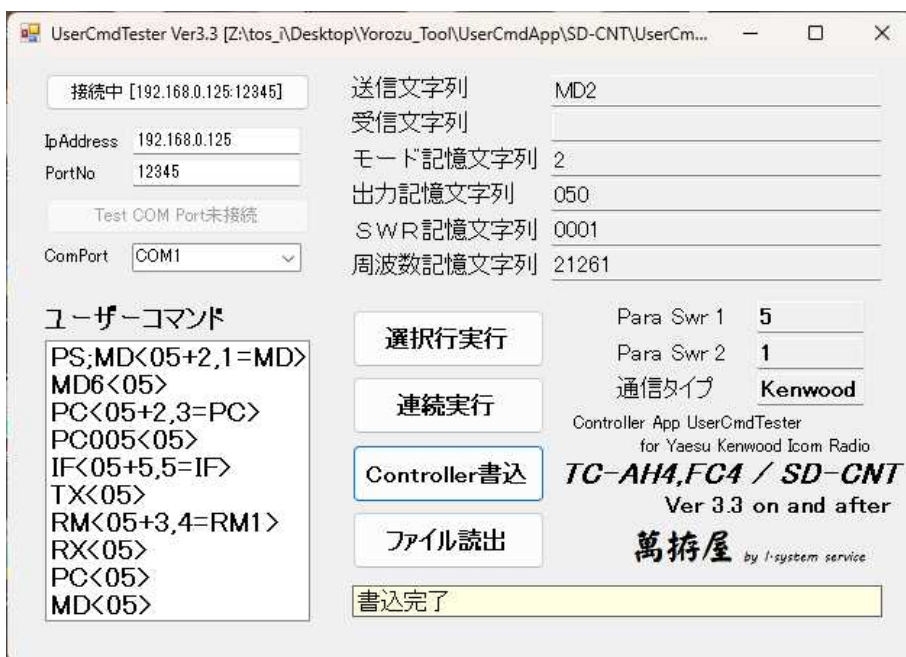 UserCmdTester Ver3.3 [Z:\tos_i\Desktop\Yorozu_Tool\UserCmdApp\SD-CNT\UserCm...
接続中 [192.168.0.125:12345]
IpAddress 192.168.0.125
PortNo 12345
Test COM Port未接続
ComPort COM1
送信文字列 MD2
受信文字列
モード記憶文字列 2
出力記憶文字列 050
ＳＷＲ記憶文字列 0001
周波数記憶文字列 21261
ユーザーコマンド
PS;MD<05+2,1=MD>
MD6<05>
PC<05+2,3=PC>
PC005<05>
IF<05+5,5=IF>
TX<05>
RM<05+3,4=RM1>
RX<05>
PC<05>
MD<05>
選択行実行
連続実行
Controller書込
ファイル読出
Para Swr 1 5
Para Swr 2 1
通信タイプ Kenwood
Controller App UserCmdTester
for Yaesu Kenwood Icom Radio
TC-AH4,FC4 / SD-CNT
Ver 3.3 on and after
萬拵屋 by I-system service
書込完了